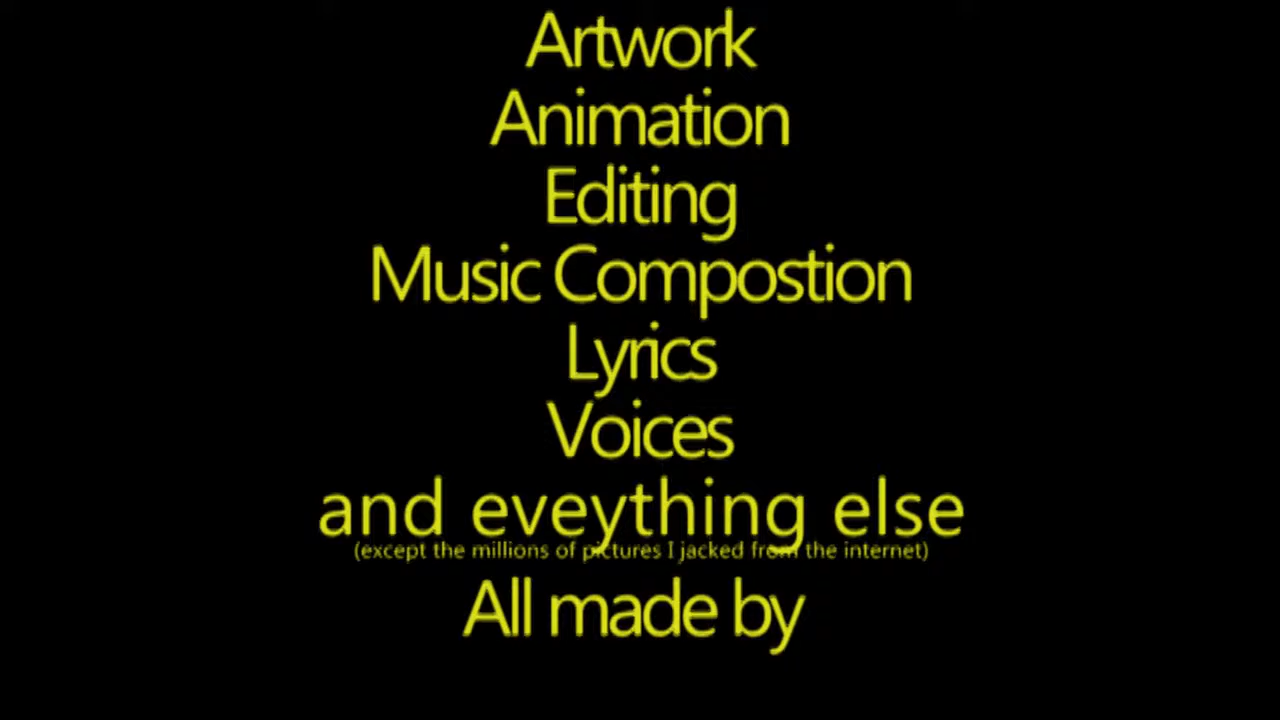 Artwork
Animation
Editing
Music Compostion
Lyrics
Voices
and eveything else
(except the millions of pictures I jacked from the internet)
All made by